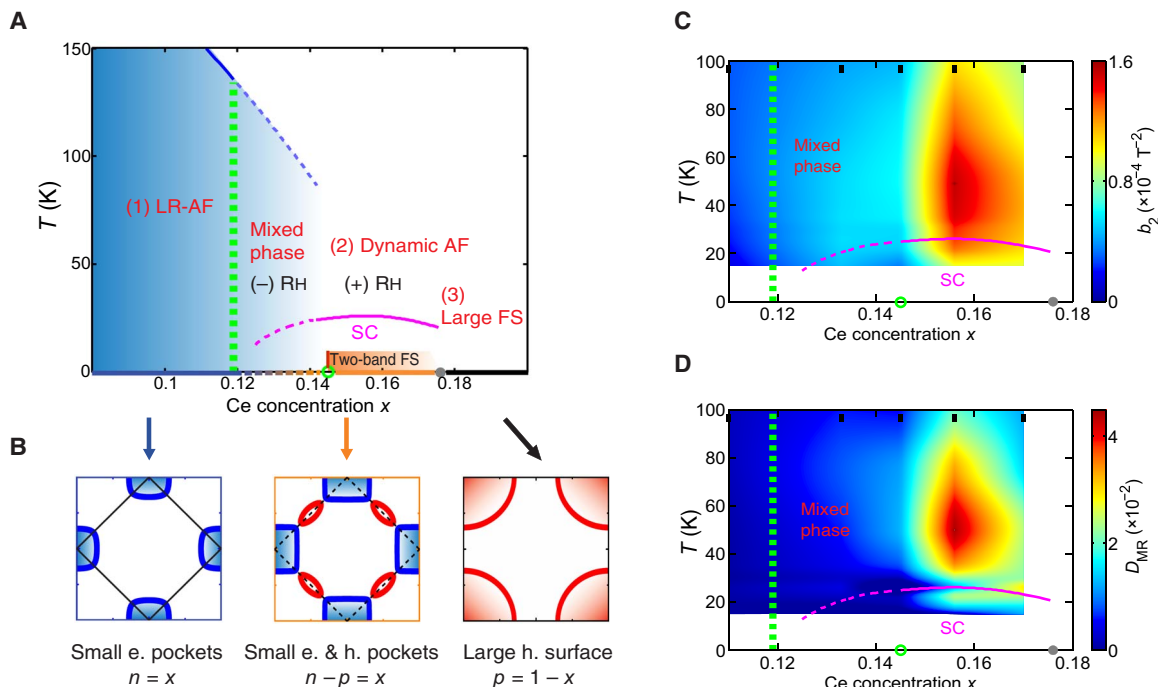 A
150
100
50
0
T (K)
(1) LR-AF
Mixed
phase
(2) Dynamic AF
(–) RH
(+) RH
(3)
Large FS
SC
Two-band FS
0.1
0.12
0.14
0.16
0.18
Ce concentration x
B
Small e. pockets
n = x
Small e. & h. pockets
n – p = x
Large h. surface
p = 1 – x
C
100
80
60
40
20
0
T (K)
Mixed
phase
SC
0.12
0.14
0.16
0.18
Ce concentration x
1.6
0.8
0
b2 (×10–4 T–2)
D
100
80
60
40
20
0
T (K)
Mixed
phase
SC
0.12
0.14
0.16
0.18
Ce concentration x
4
2
0
DMR (×10–2)